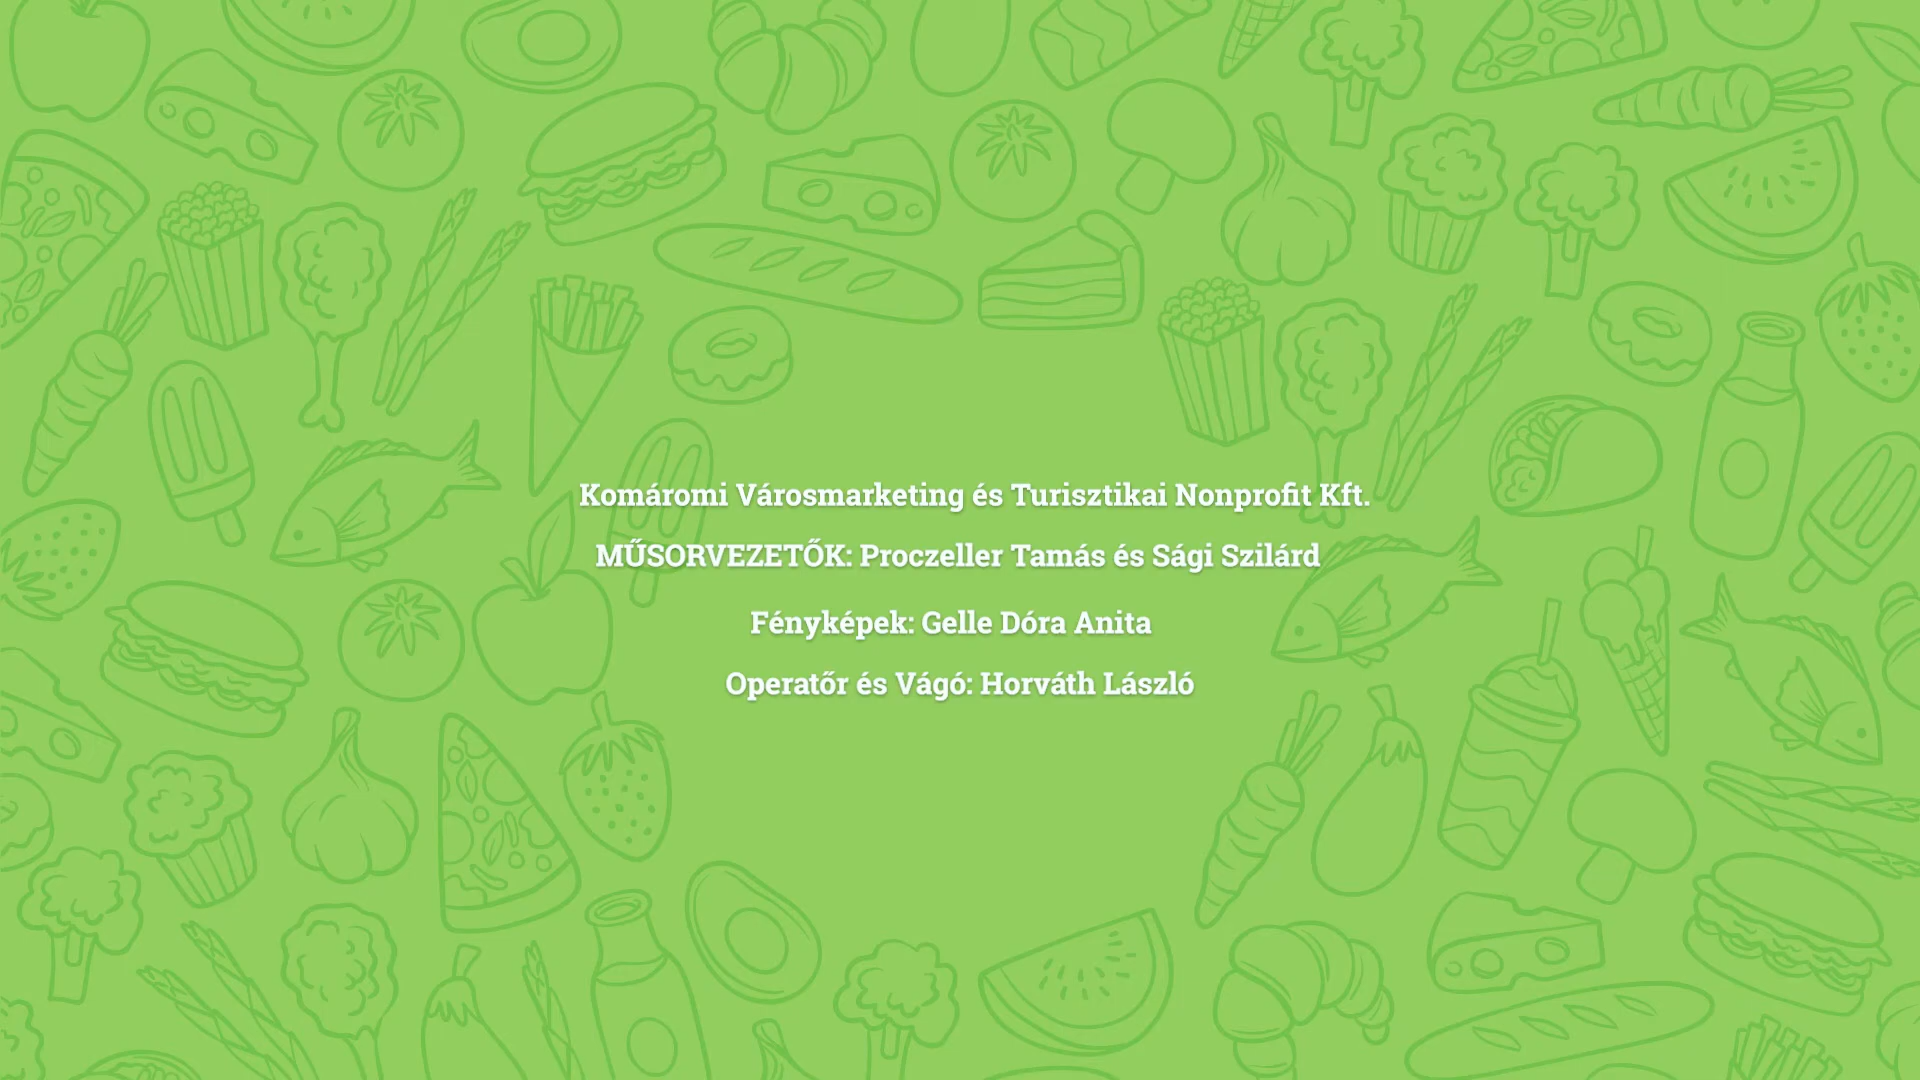 Komáromi Városmarketing és Turisztikai Nonprofit Kft.
MŰSORVEZETŐK: Proczeller Tamás és Sági Szilárd
Fényképek: Gelle Dóra Anita
Operatőr és Vágó: Horváth László